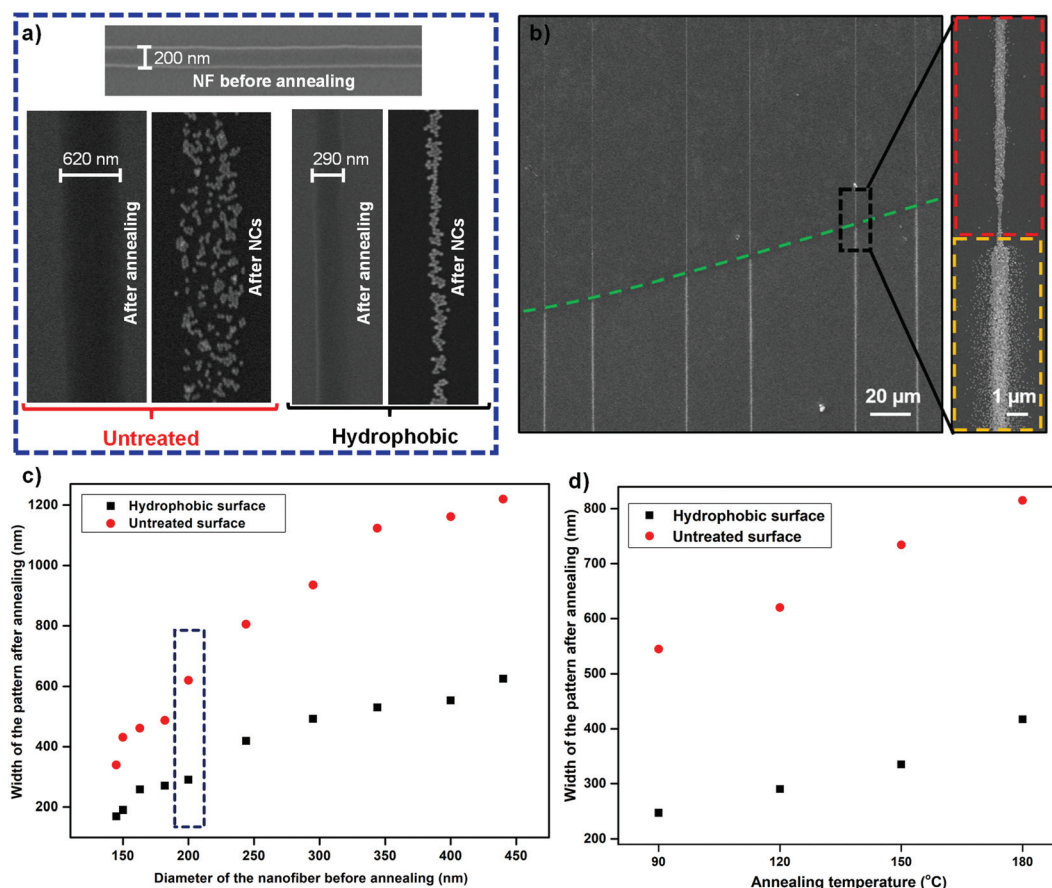 a)
200 nm
NF before annealing
620 nm
After annealing
After NCs
290 nm
After annealing
After NCs
Untreated
Hydrophobic
b)
20 µm
1 µm
c)
Hydrophobic surface
Untreated surface
Width of the pattern after annealing (nm)
1200
1000
800
600
400
200
150
200
250
300
350
400
450
Diameter of the nanofiber before annealing (nm)
d)
Hydrophobic surface
Untreated surface
Width of the pattern after annealing (nm)
800
700
600
500
400
300
200
90
120
150
180
Annealing temperature (°C)